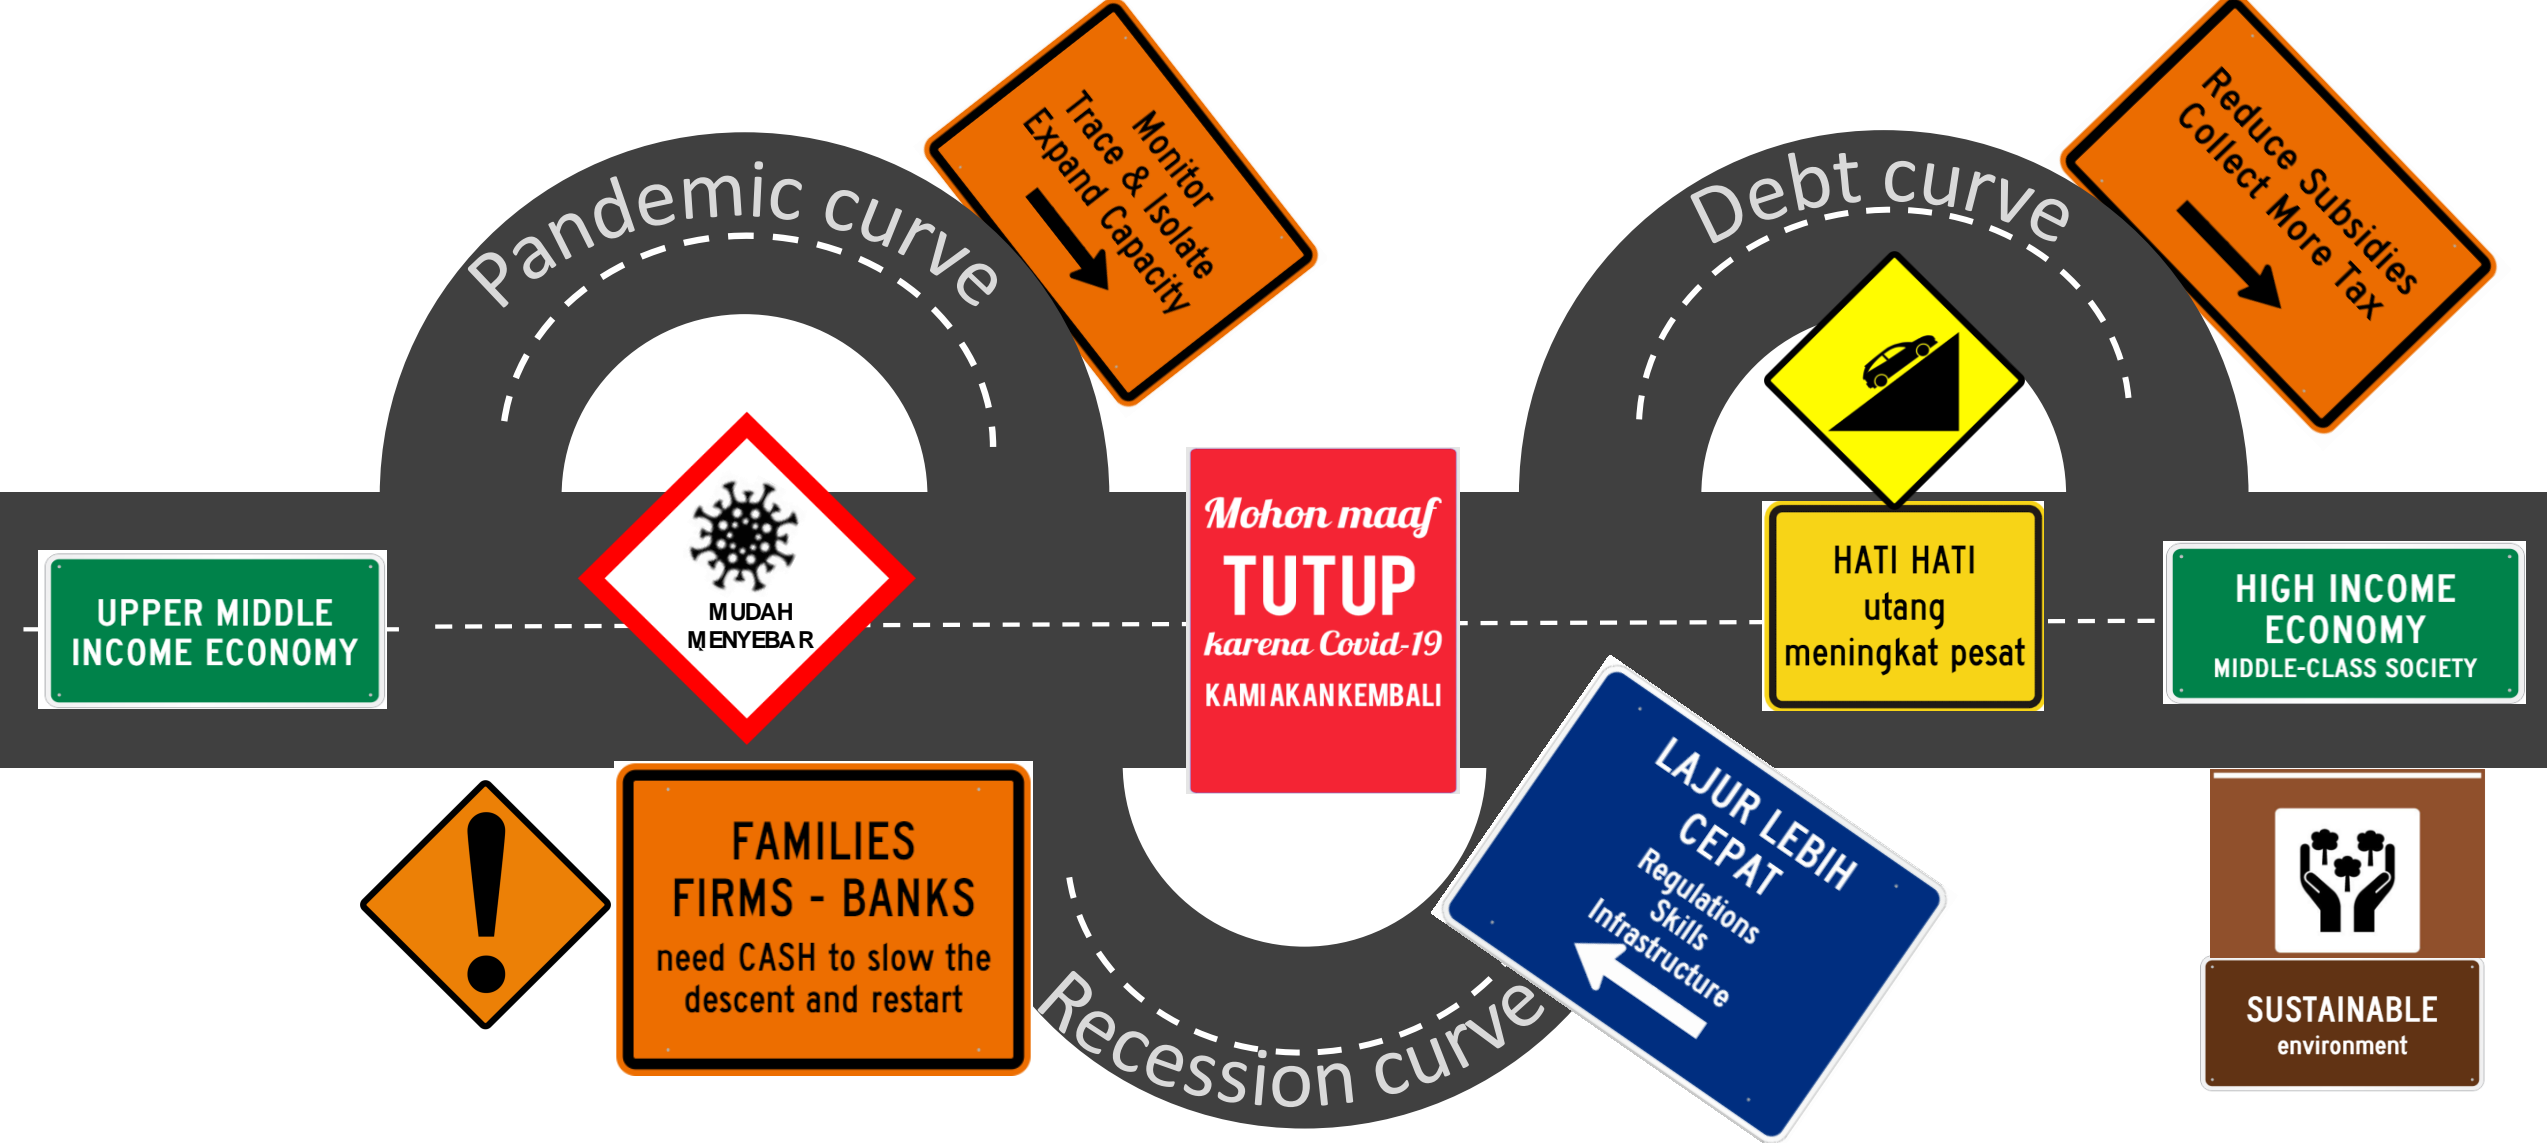 Pandemic curve
Monitor
Trace & Isolate
Expand Capacity
Debt curve
Reduce Subsidies
Collect More Tax
UPPER MIDDLE
INCOME ECONOMY
MUDAH
MENYEBAR
Mohon maaf
TUTUP
karena Covid-19
KAMI AKAN KEMBALI
HATI HATI
utang
meningkat pesat
HIGH INCOME
ECONOMY
MIDDLE-CLASS SOCIETY
FAMILIES
FIRMS - BANKS
need CASH to slow the
descent and restart
Recession curve
LAJUR LEBIH
CEPAT
Regulations
Skills
Infrastructure
SUSTAINABLE
environment